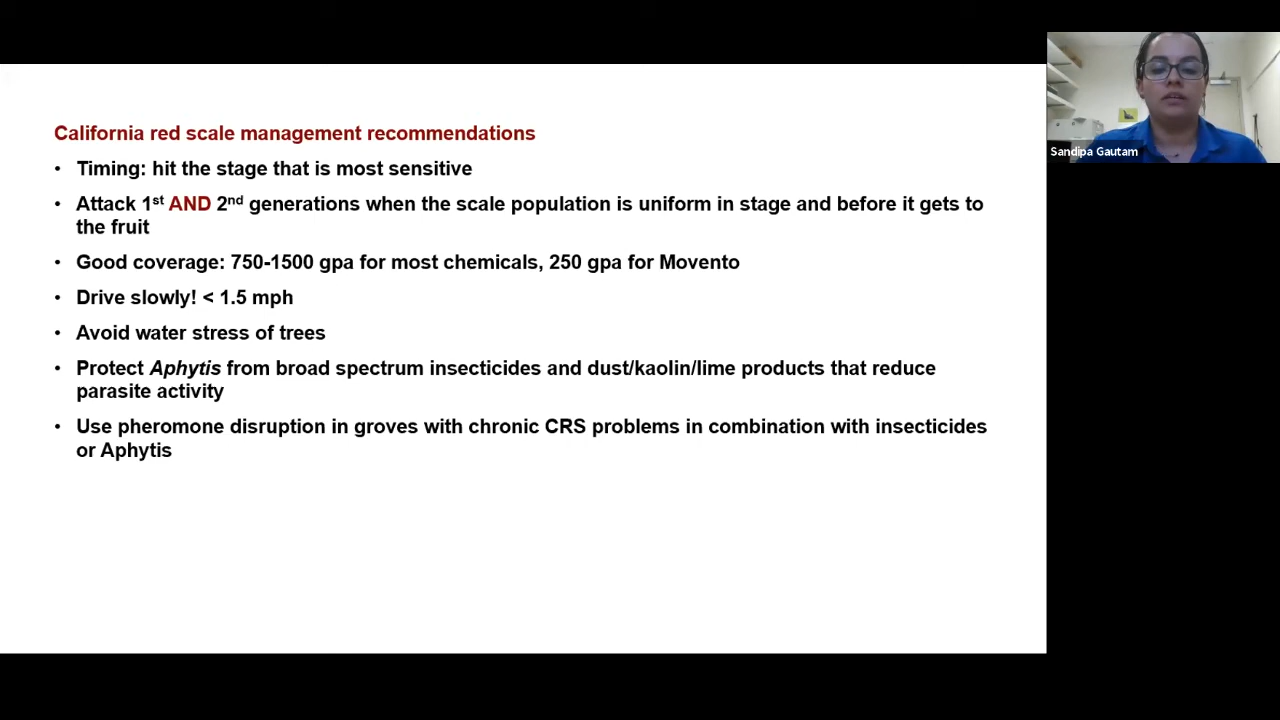 California red scale management recommendations
• Timing: hit the stage that is most sensitive
• Attack 1st AND 2nd generations when the scale population is uniform in stage and before it gets to
the fruit
• Good coverage: 750-1500 gpa for most chemicals, 250 gpa for Movento
• Drive slowly! < 1.5 mph
• Avoid water stress of trees
• Protect Aphytis from broad spectrum insecticides and dust/kaolin/lime products that reduce
parasite activity
• Use pheromone disruption in groves with chronic CRS problems in combination with insecticides
or Aphytis
Sandipa Gautam